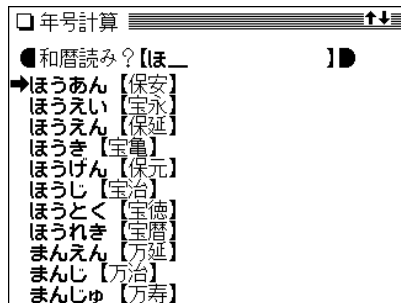 年号計算
和暦読み?【ほ_ 】
ほうあん【保安】
ほうえい【宝永】
ほうえん【保延】
ほうき【宝亀】
ほうげん【保元】
ほうじ【宝治】
ほうとく【宝徳】
ほうれき【宝暦】
まんえん【万延】
まんじ【万治】
まんじゅ【万寿】